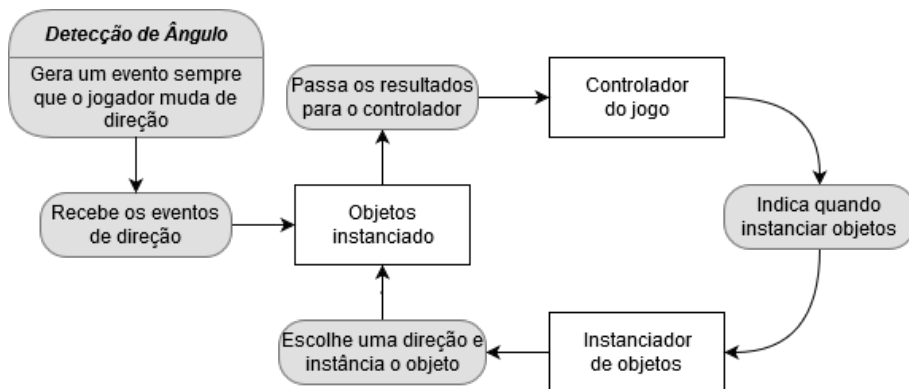 Detecção de Ângulo
Gera um evento sempre
que o jogador muda de
direção
Recebe os eventos
de direção
Objetos
instanciado
Passa os resultados
para o controlador
Controlador
do jogo
Indica quando
instanciar objetos
Instanciador
de objetos
Escolhe uma direção e
instância o objeto